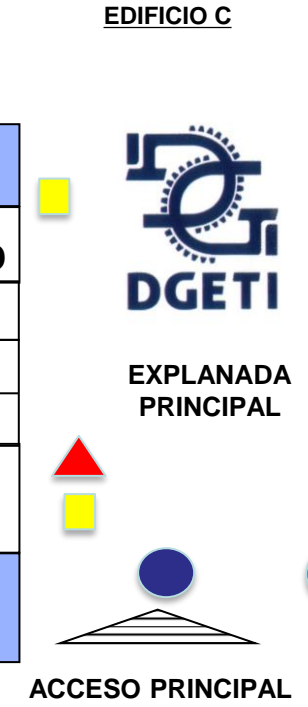 EDIFICIO C
DGETI
EXPLANADA
PRINCIPAL
ACCESO PRINCIPAL